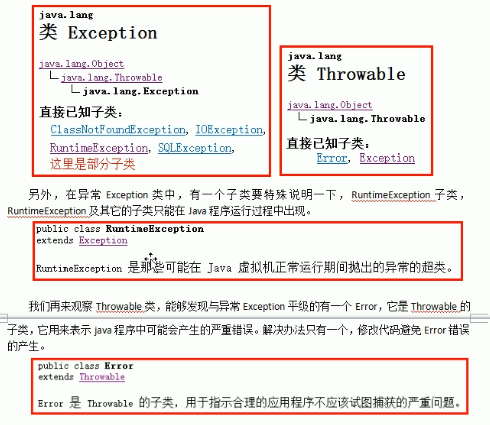 java.lang
类 Exception
java.lang.Object
java.lang.Throwable
java.lang.Exception
直接已知子类：
ClassNotFoundException, IOException,
RuntimeException, SQLException,
这里是部分子类
java.lang
类 Throwable
java.lang.Object
java.lang.Throwable
直接已知子类：
Error, Exception
另外，在异常 Exception 类中，有一个子类要特殊说明一下，RuntimeException 子类，
RuntimeException 及其它的子类只能在 Java 程序运行过程中出现。
public class RuntimeException
extends Exception
RuntimeException 是那些可能在 Java 虚拟机正常运行期间抛出的异常的超类。
我们再来观察 Throwable 类，能够发现与异常 Exception 平级的有一个 Error，它是 Throwable 的
子类，它用来表示 java 程序中可能会产生的严重错误。解决办法只有一个，修改代码避免 Error 错误
的产生。
public class Error
extends Throwable
Error 是 Throwable 的子类，用于指示合理的应用程序不应该试图捕获的严重问题。